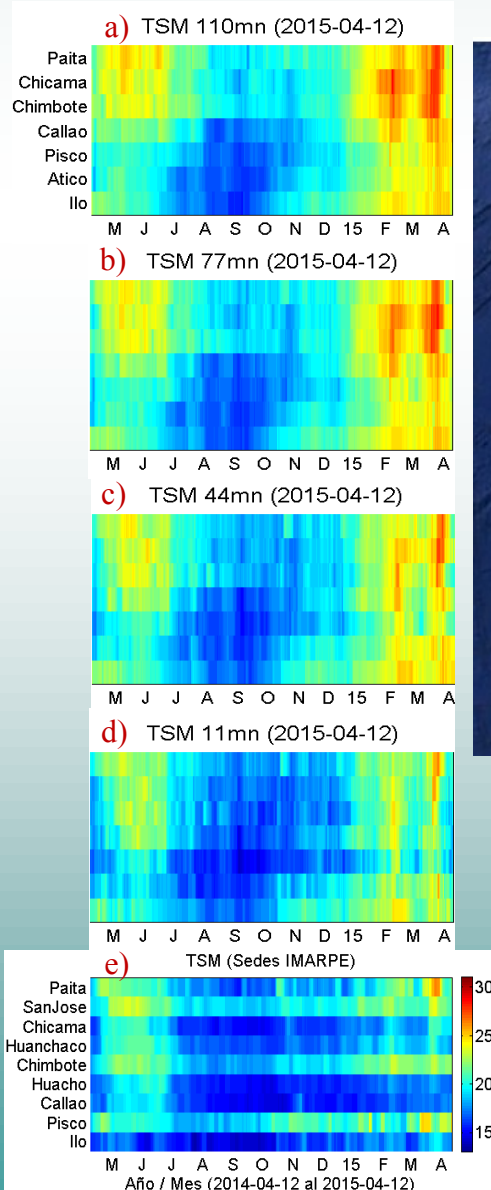 a) TSM 110mn (2015-04-12)
Paita
Chicama
Chimbote
Callao
Pisco
Atico
Ilo
M J J A S O N D 15 F M A
b) TSM 77mn (2015-04-12)
M J J A S O N D 15 F M A
c) TSM 44mn (2015-04-12)
M J J A S O N D 15 F M A
d) TSM 11mn (2015-04-12)
M J J A S O N D 15 F M A
e) TSM (Sedes IMARPE)
Paita
SanJose
Chicama
Huanchaco
Chimbote
Huacho
Callao
Pisco
Ilo
30
25
20
15
M J J A S O N D 15 F M A
Año / Mes (2014-04-12 al 2015-04-12)